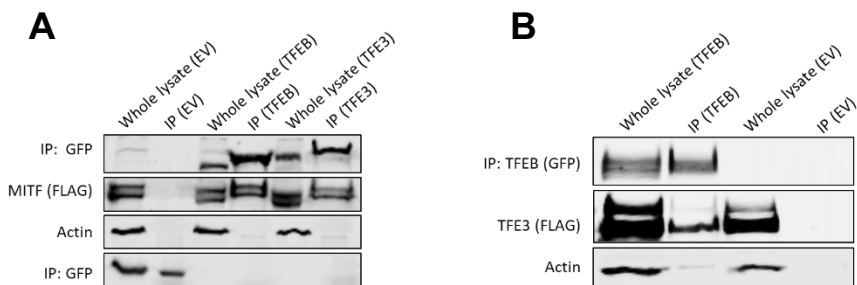 A
Whole lysate (EV)
IP (EV)
Whole lysate (TFEB)
IP (TFEB)
Whole lysate (TFE3)
IP (TFE3)
IP: GFP
MITF (FLAG)
Actin
IP: GFP
B
Whole lysate (TFEB)
IP (TFEB)
Whole lysate (EV)
IP (EV)
IP: TFEB (GFP)
TFE3 (FLAG)
Actin